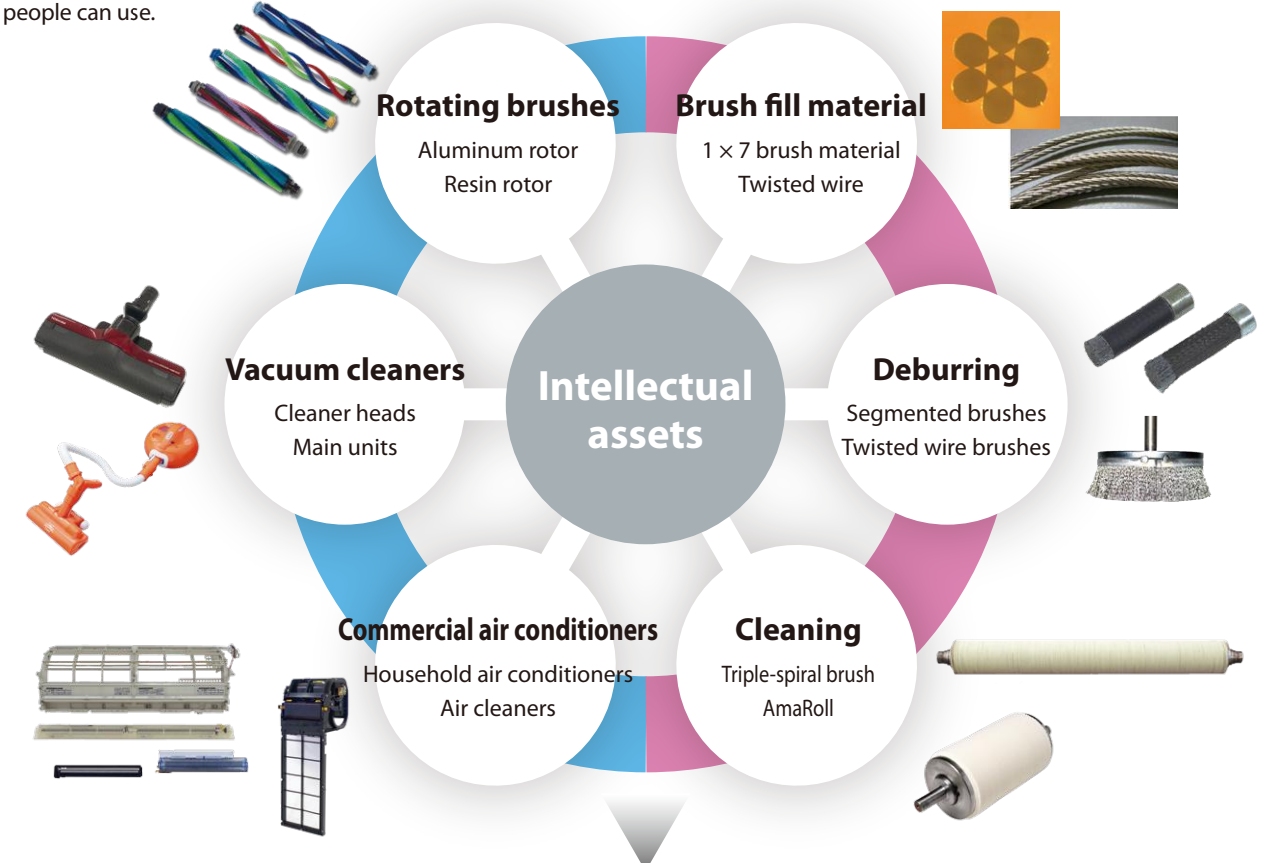 people can use.
Rotating brushes
Aluminum rotor
Resin rotor
Brush fill material
1 × 7 brush material
Twisted wire
Vacuum cleaners
Cleaner heads
Main units
Intellectual
assets
Deburring
Segmented brushes
Twisted wire brushes
Commercial air conditioners
Household air conditioners
Air cleaners
Cleaning
Triple-spiral brush
AmaRoll